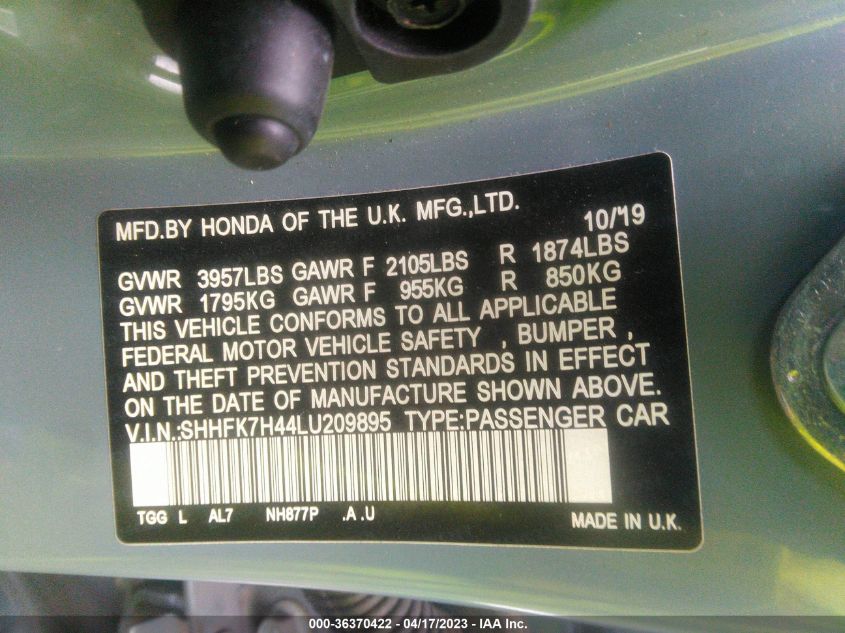 MFD.BY HONDA OF THE U.K. MFG.,LTD. 10/'19
GVWR 3957LBS GAWR F 2105LBS R 1874LBS
GVWR 1795KG GAWR F 955KG R 850KG
THIS VEHICLE CONFORMS TO ALL APPLICABLE
FEDERAL MOTOR VEHICLE SAFETY , BUMPER ,
AND THEFT PREVENTION STANDARDS IN EFFECT
ON THE DATE OF MANUFACTURE SHOWN ABOVE.
V.I.N.:SHHFK7H44LU209895 TYPE:PASSENGER CAR
TGG L AL7 NH877P .A .U MADE IN U.K.
000-36370422 - 04/17/2023 - IAA Inc.